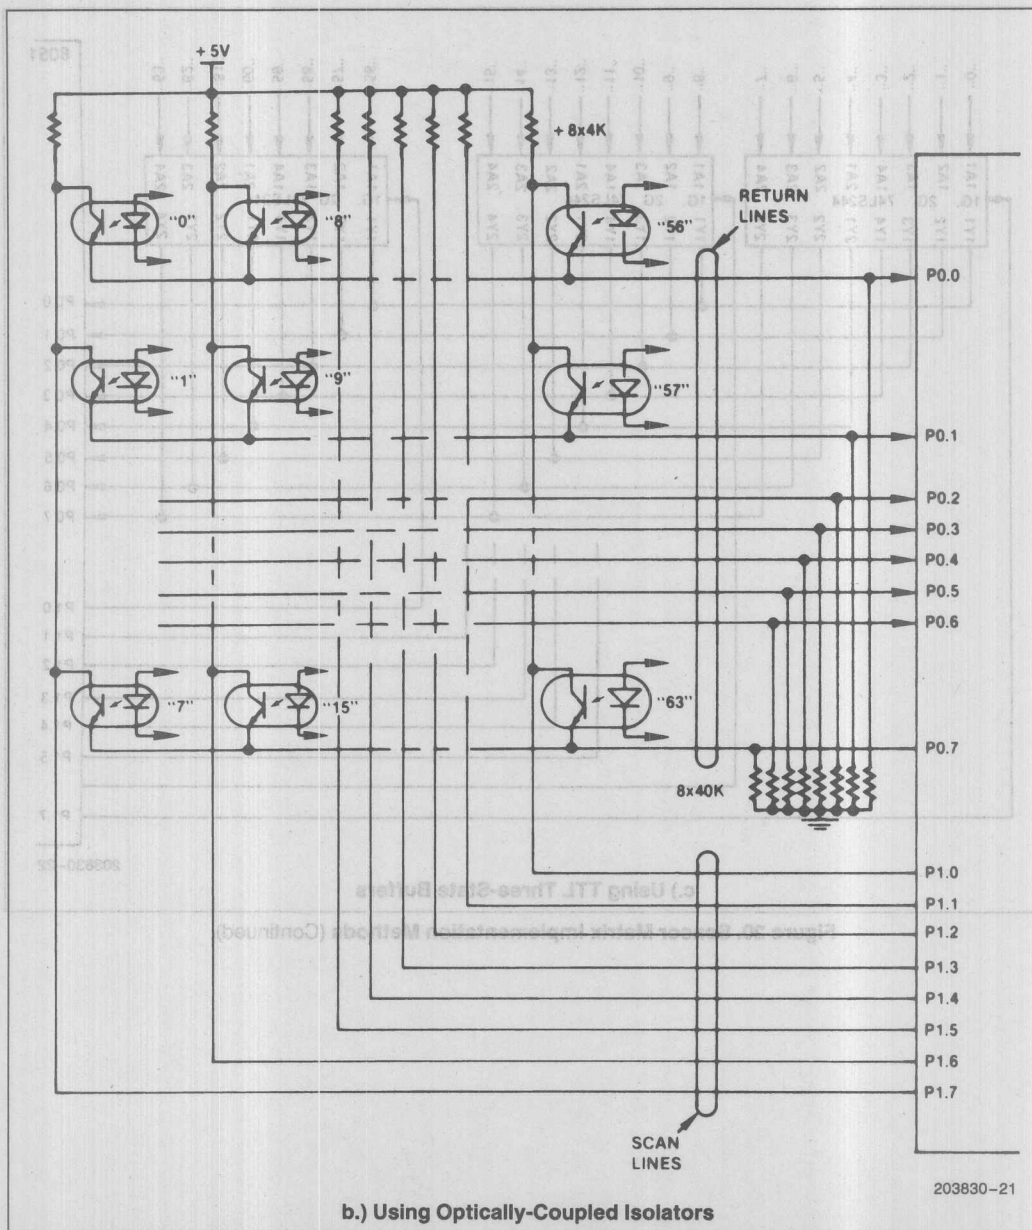 + 5V
+ 8x4K
RETURN
LINES
"0"
"8"
"56"
P0.0
"1"
"9"
"57"
P0.1
P0.2
P0.3
P0.4
P0.5
P0.6
"7"
"15"
"63"
P0.7
8x40K
P1.0
P1.1
P1.2
P1.3
P1.4
P1.5
P1.6
P1.7
SCAN
LINES
203830-21
b.) Using Optically-Coupled Isolators